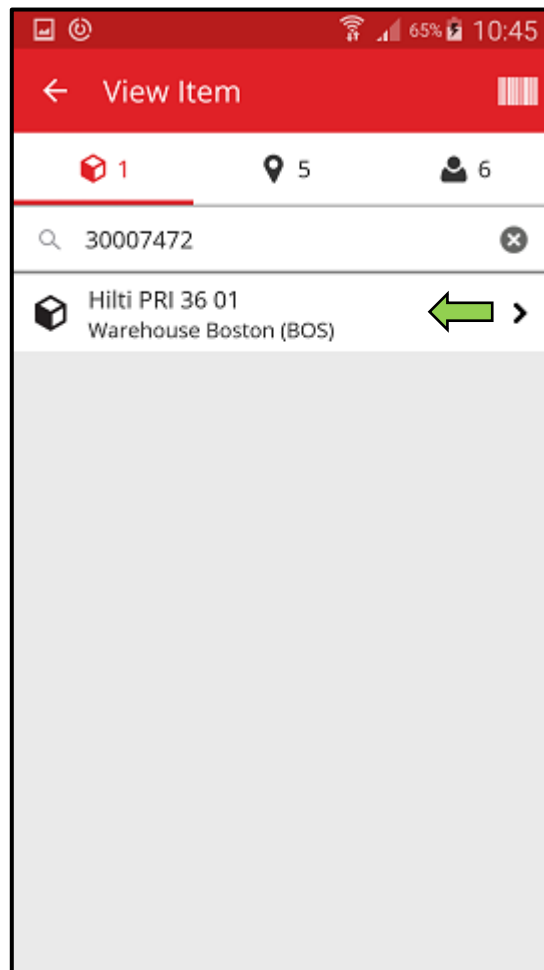 65% 10:45
View Item
1 5 6
30007472
Hilti PRI 36 01
Warehouse Boston (BOS)